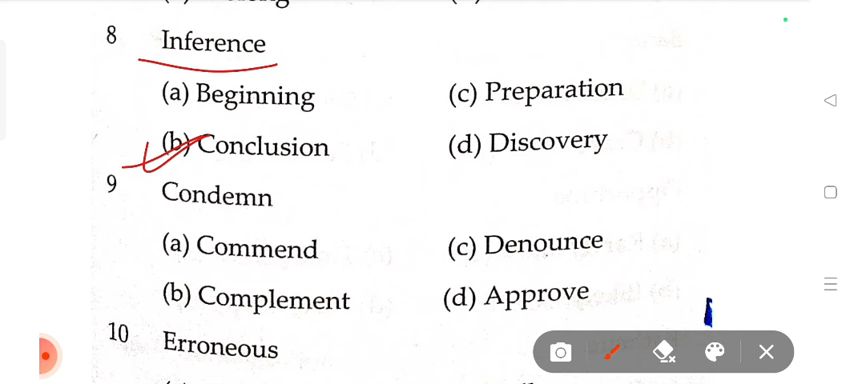 8 Inference
(a) Beginning (c) Preparation
(b) Conclusion (d) Discovery
9 Condemn
(a) Commend (c) Denounce
(b) Complement (d) Approve
10 Erroneous